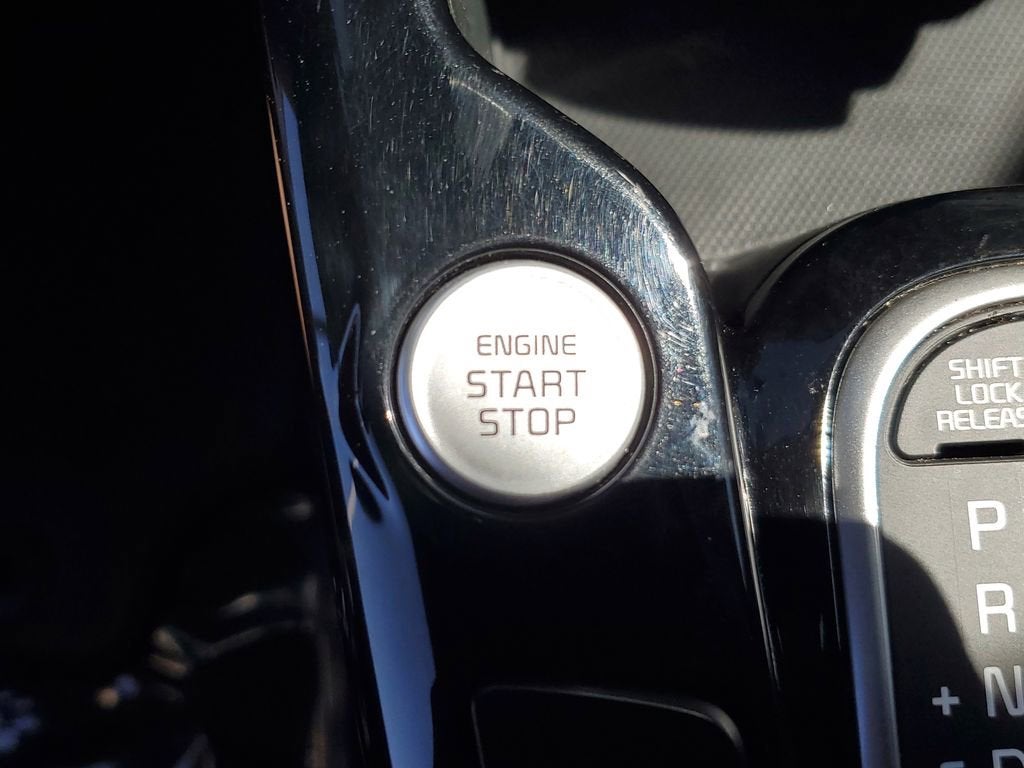 ENGINE
START
STOP
SHIFT
LOCK
P
R
+ N